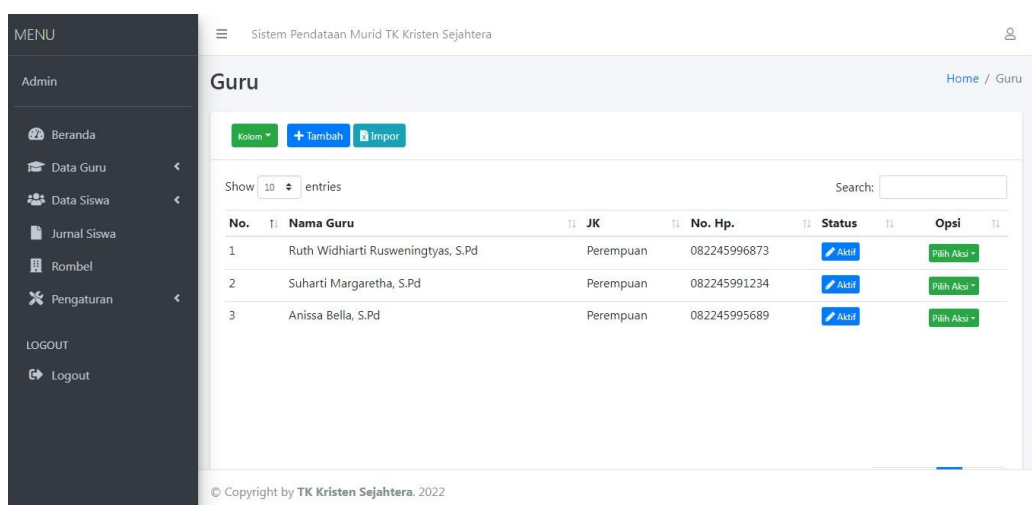 MENU
Sistem Pendataan Murid TK Kristen Sejahtera
Admin
Guru
Home / Guru
Beranda
Data Guru
Data Siswa
Jurnal Siswa
Rombel
Pengaturan
LOGOUT
Logout
Kolom
Tambah
Impor
Show 10 entries
Search:
No. Nama Guru JK No. Hp. Status Opsi
1 Ruth Widhiarti Rusweningtyas, S.Pd Perempuan 082245996873 Aktif Pilih Aksi
2 Suharti Margaretha, S.Pd Perempuan 082245991234 Aktif Pilih Aksi
3 Anissa Bella, S.Pd Perempuan 082245995689 Aktif Pilih Aksi
© Copyright by TK Kristen Sejahtera. 2022